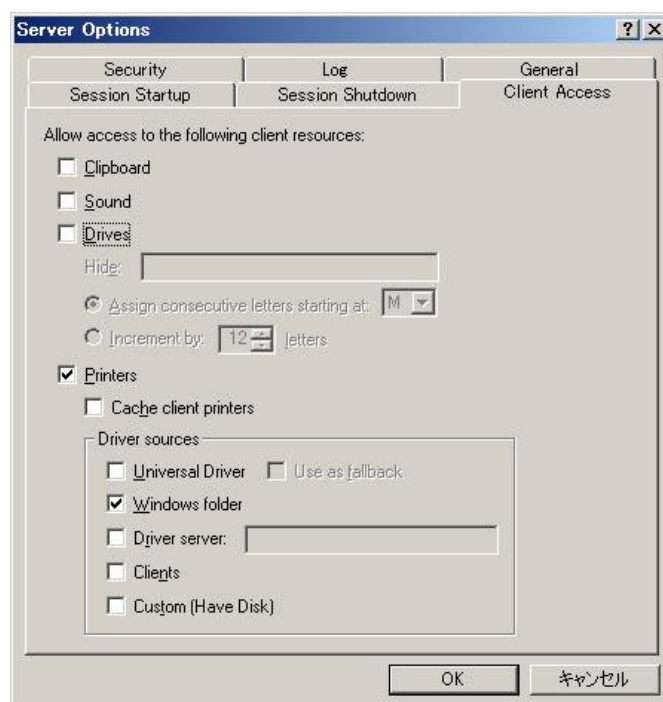 Server Options
Security Log General
Session Startup Session Shutdown Client Access
Allow access to the following client resources:
Clipboard
Sound
Drives
Hide:
Assign consecutive letters starting at: M
Increment by: 12 letters
Printers
Cache client printers
Driver sources
Universal Driver Use as fallback
Windows folder
Driver server:
Clients
Custom (Have Disk)
OK キャンセル